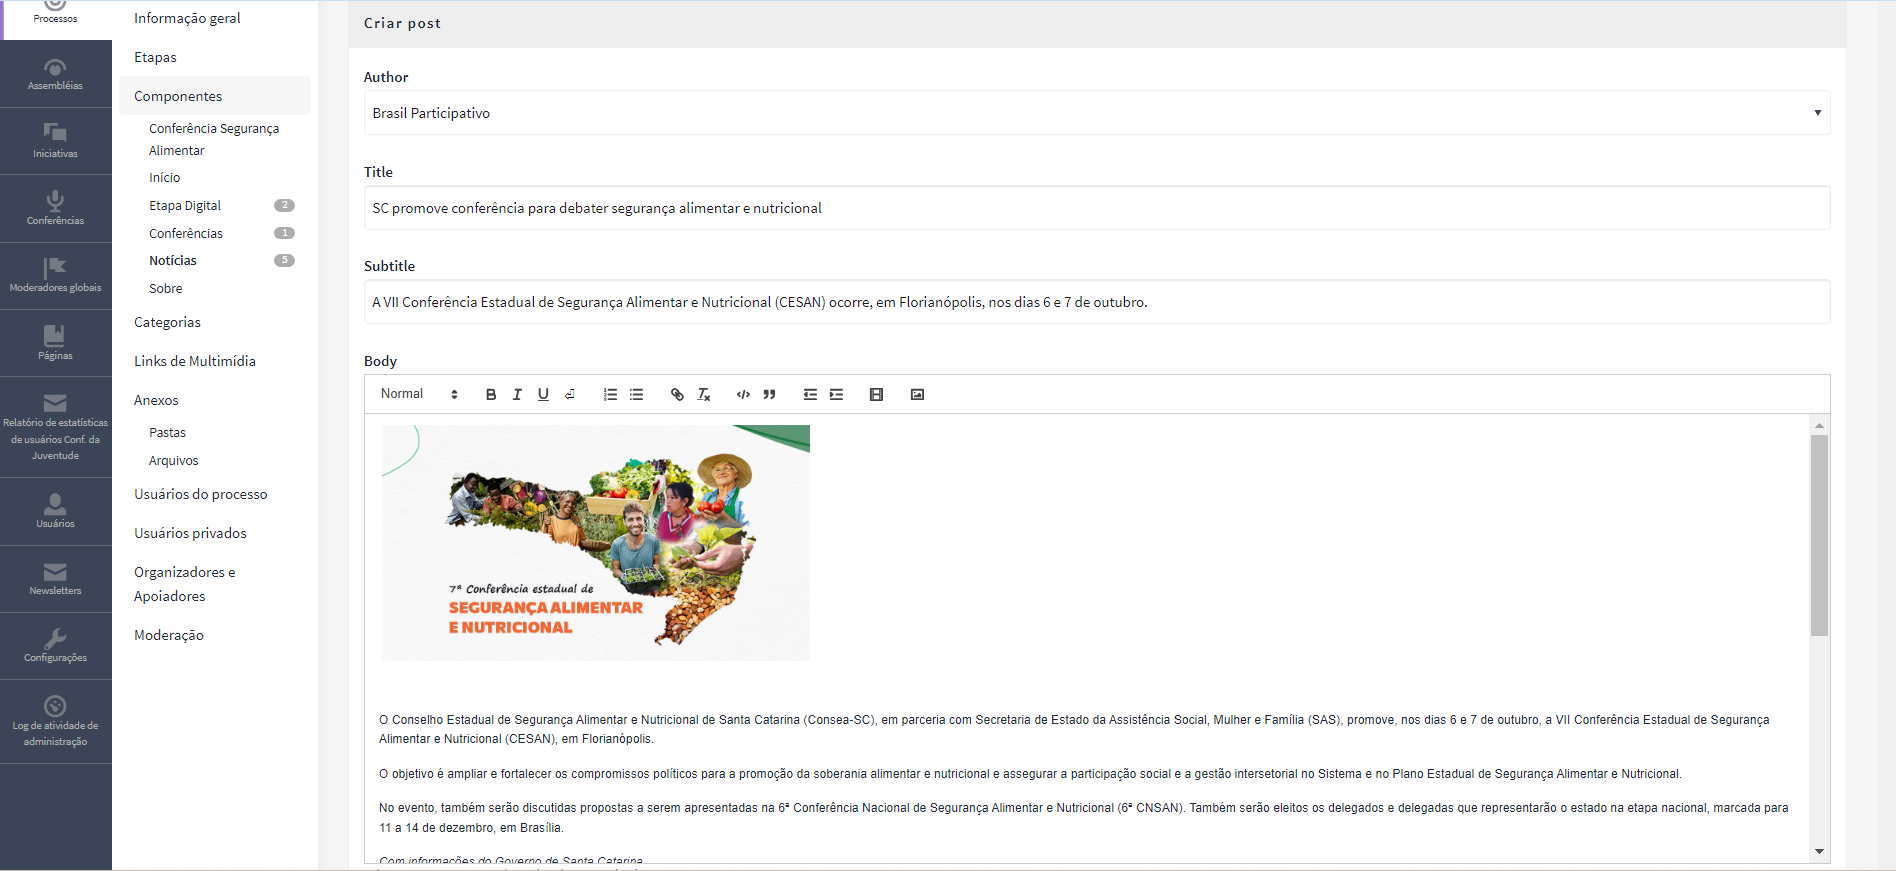 Processos
Assembléias
Iniciativas
Conferências
Moderadores globais
Páginas
Relatório de estatísticas
de usuários Conf. da
Juventude
Usuários
Newsletters
Configurações
Log de atividade de
administração
Informação geral
Etapas
Componentes
Conferência Segurança
Alimentar
Início
Etapa Digital 2
Conferências 1
Notícias 5
Sobre
Categorias
Links de Multimídia
Anexos
Pastas
Arquivos
Usuários do processo
Usuários privados
Organizadores e
Apoiadores
Moderação
Criar post
Author
Brasil Participativo
Title
SC promove conferência para debater segurança alimentar e nutricional
Subtitle
A VII Conferência Estadual de Segurança Alimentar e Nutricional (CESAN) ocorre, em Florianópolis, nos dias 6 e 7 de outubro.
Body
Normal
7ª Conferência estadual de
SEGURANÇA ALIMENTAR
E NUTRICIONAL
O Conselho Estadual de Segurança Alimentar e Nutricional de Santa Catarina (Consea-SC), em parceria com Secretaria de Estado da Assistência Social, Mulher e Família (SAS), promove, nos dias 6 e 7 de outubro, a VII Conferência Estadual de Segurança
Alimentar e Nutricional (CESAN), em Florianópolis.
O objetivo é ampliar e fortalecer os compromissos políticos para a promoção da soberania alimentar e nutricional e assegurar a participação social e a gestão intersetorial no Sistema e no Plano Estadual de Segurança Alimentar e Nutricional.
No evento, também serão discutidas propostas a serem apresentadas na 6ª Conferência Nacional de Segurança Alimentar e Nutricional (6ª CNSAN). Também serão eleitos os delegados e delegadas que representarão o estado na etapa nacional, marcada para
11 a 14 de dezembro, em Brasília.
Com informações do Governo de Santa Catarina